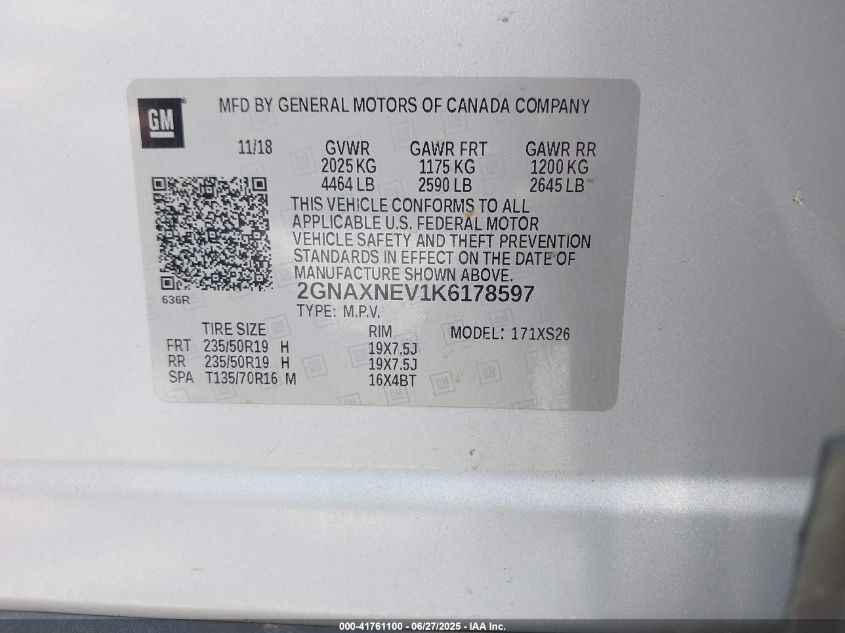 MFD BY GENERAL MOTORS OF CANADA COMPANY
GM
11/18 GVWR GAWR FRT GAWR RR
2025 KG 1175 KG 1200 KG
4464 LB 2590 LB 2645 LB
THIS VEHICLE CONFORMS TO ALL
APPLICABLE U.S. FEDERAL MOTOR
VEHICLE SAFETY AND THEFT PREVENTION
STANDARDS IN EFFECT ON THE DATE OF
MANUFACTURE SHOWN ABOVE.
636R
2GNAXNEV1K6178597
TYPE: M.P.V.
TIRE SIZE RIM MODEL: 171XS26
FRT 235/50R19 H 19X7.5J
RR 235/50R19 H 19X7.5J
SPA T135/70R16 M 16X4BT
000-41761100 - 06/27/2025 - IAA Inc.